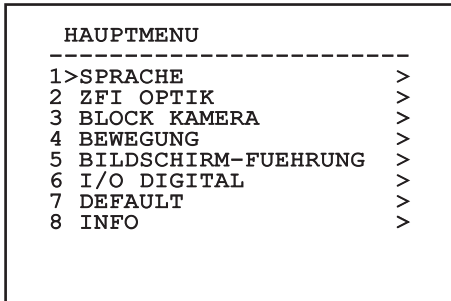 HAUPTMENU
--------------------------
1>SPRACHE >
2 ZFI OPTIK >
3 BLOCK KAMERA >
4 BEWEGUNG >
5 BILDSCHIRM-FUEHRUNG >
6 I/O DIGITAL >
7 DEFAULT >
8 INFO >